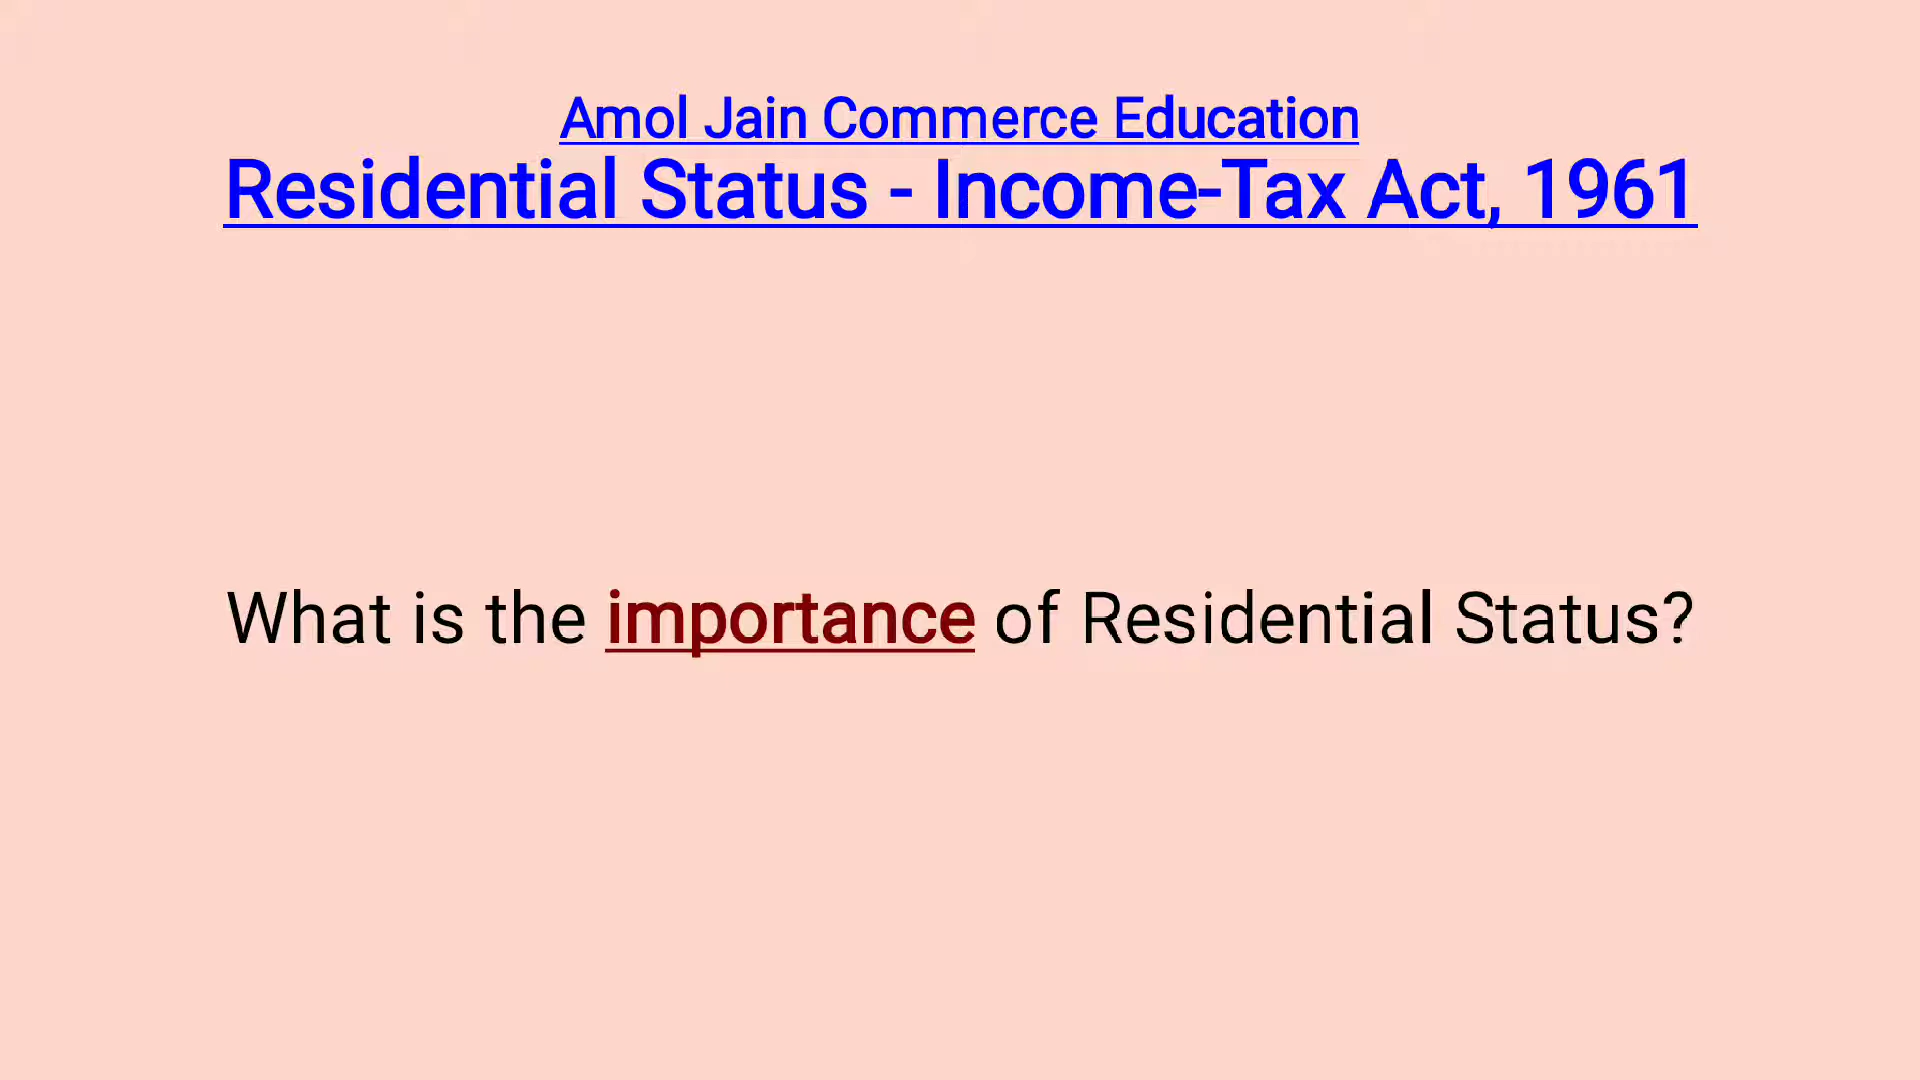 Amol Jain Commerce Education
Residential Status - Income-Tax Act, 1961
What is the importance of Residential Status?